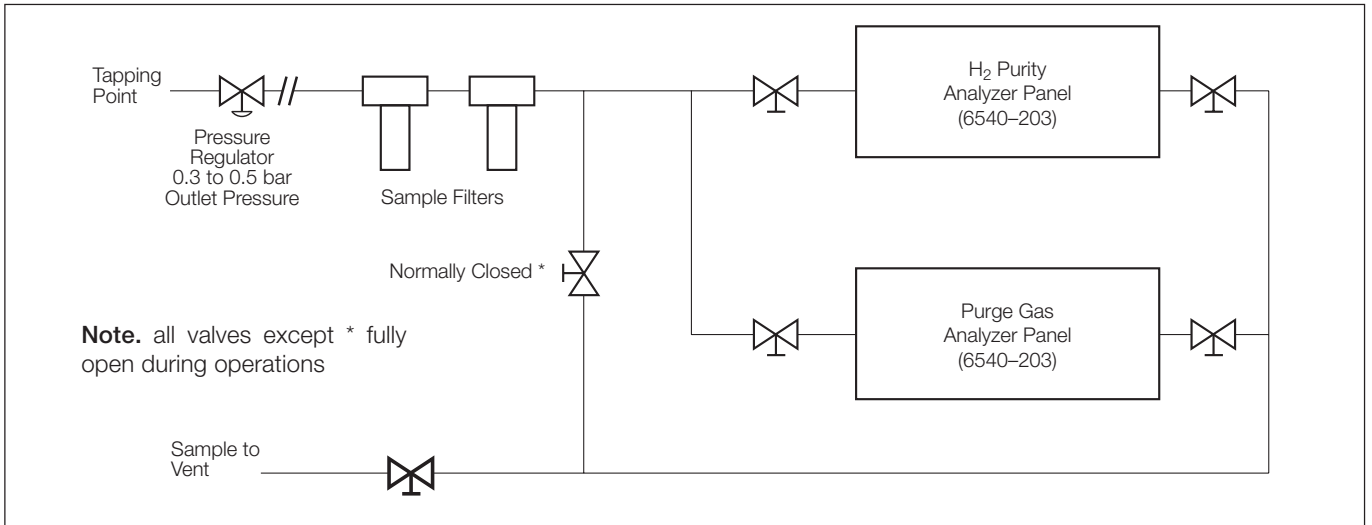 Tapping
Point
Pressure
Regulator
0.3 to 0.5 bar
Outlet Pressure
Sample Filters
H₂ Purity
Analyzer Panel
(6540–203)
Normally Closed *
Note. all valves except * fully
open during operations
Purge Gas
Analyzer Panel
(6540–203)
Sample to
Vent